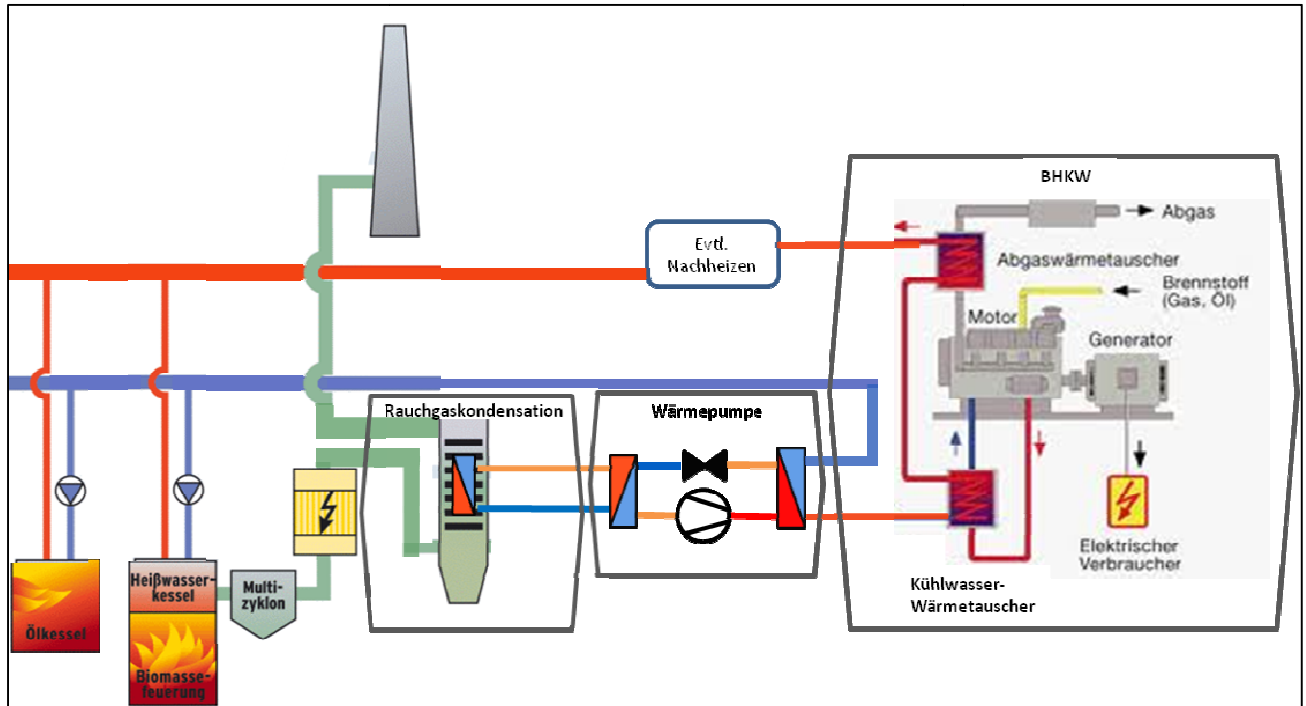 BHKW
Abgas
Evtl.
Nachheizen
Abgaswärmetauscher
Brennstoff
(Gas, Öl)
Motor
Generator
Rauchgaskondensation
Wärmepumpe
Elektrischer
Verbraucher
Kühlwasser-
Wärmetauscher
Heißwasser-
kessel
Multi-
zyklon
Ölkessel
Biomasse-
feuerung